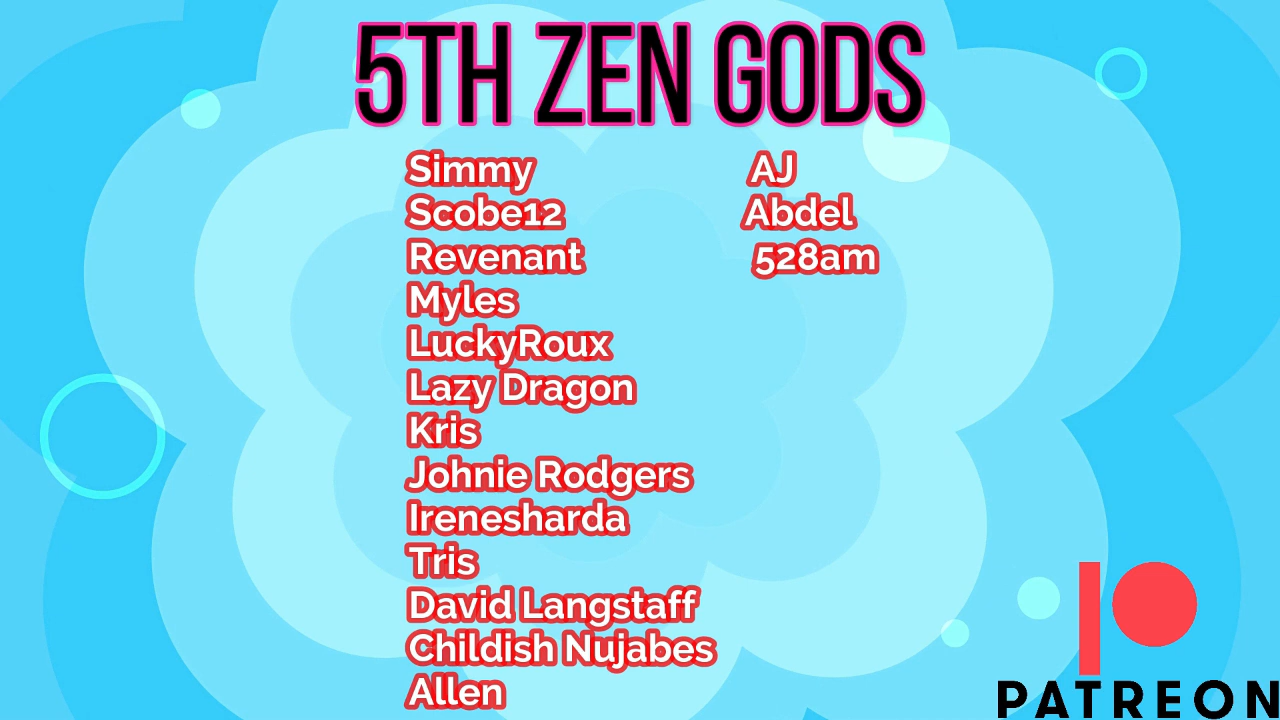 5TH ZEN GODS
Simmy
Scobe12
Revenant
Myles
LuckyRoux
Lazy Dragon
Kris
Johnie Rodgers
Irenesharda
Tris
David Langstaff
Childish Nujabes
Allen
AJ
Abdel
528am
PATREON